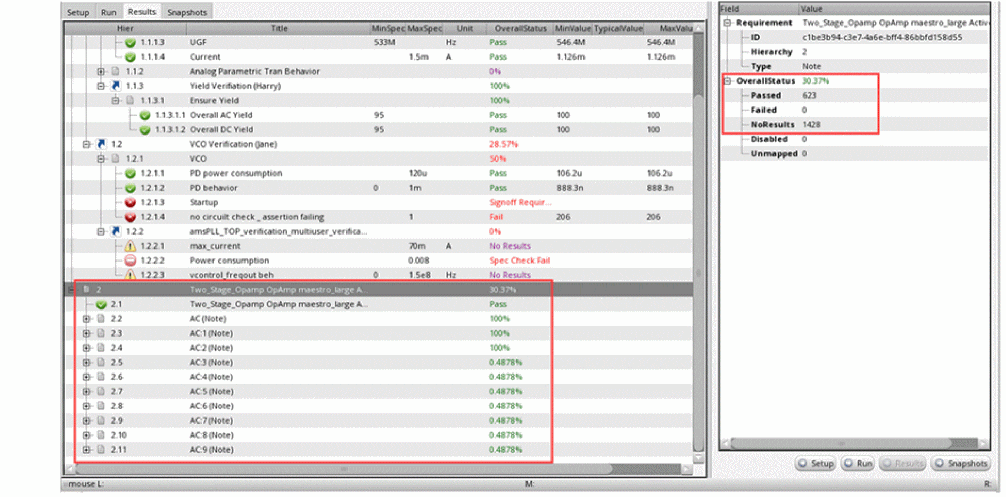 Setup Run Results Snapshots
Hier Title MinSpec MaxSpec Unit OverallStatus MinValue TypicalValue MaxValu
1.1.1.3 UGF 533M Hz Pass 546.4M 546.4M
1.1.1.4 Current 1.5m A Pass 1.126m 1.126m
1.1.2 Analog Parametric Tran Behavior 0%
1.1.3 Yield Verifiation (Harry) 100%
1.1.3.1 Ensure Yield 100%
1.1.3.1.1 Overall AC Yield 95 Pass 100 100
1.1.3.1.2 Overall DC Yield 95 Pass 100 100
1.2 VCO Verification (Jane) 28.57%
1.2.1 VCO 50%
1.2.1.1 PD power consumption 120u Pass 106.2u 106.2u
1.2.1.2 PD behavior 0 1m Pass 888.3n 888.3n
1.2.1.3 Startup Signoff Requir...
1.2.1.4 no circuilt check _ assertion failing 1 Fail 206 206
1.2.2 amsPLL_TOP_verification_multiuser_verifica... 0%
1.2.2.1 max_current 70m A No Results
1.2.2.2 Power consumption 0.008 Spec Check Fail
1.2.2.3 vcontrol_freqout beh 0 1.5e8 Hz No Results
2 Two_Stage_Opamp OpAmp maestro_large A... 30.37%
2.1 Two_Stage_Opamp OpAmp maestro_large A... Pass
2.2 AC (Note) 100%
2.3 AC:1 (Note) 100%
2.4 AC:2 (Note) 100%
2.5 AC:3 (Note) 0.4878%
2.6 AC:4 (Note) 0.4878%
2.7 AC:5 (Note) 0.4878%
2.8 AC:6 (Note) 0.4878%
2.9 AC:7 (Note) 0.4878%
2.10 AC:8 (Note) 0.4878%
2.11 AC:9 (Note) 0.4878%
Field Value
Requirement Two_Stage_Opamp OpAmp maestro_large Activ
ID c1be3b94-c3e7-4a6e-bff4-86bbfd158d55
Hierarchy 2
Type Note
OverallStatus 30.37%
Passed 623
Failed 0
NoResults 1428
Disabled 0
Unmapped 0
Setup Run Results Snapshots
mouse L: M: R: